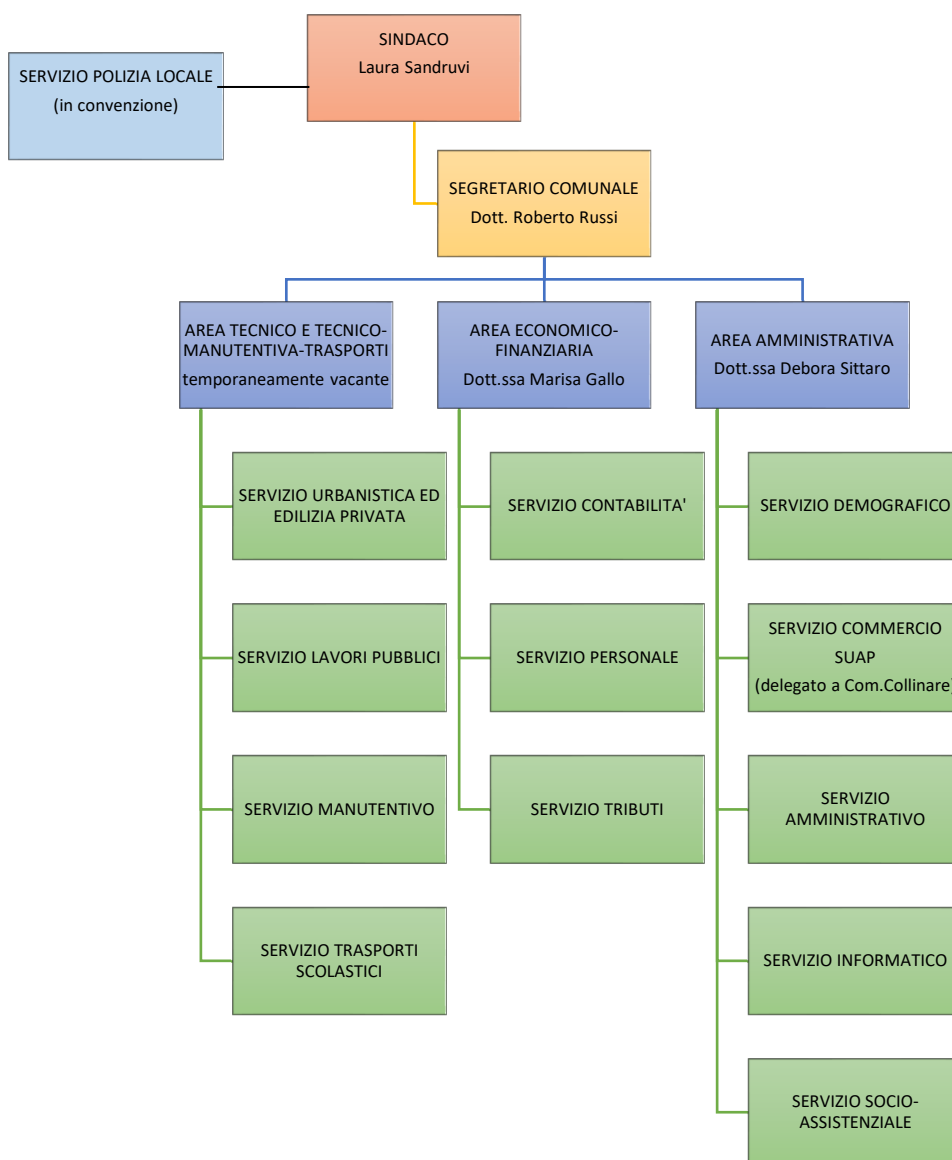 SINDACO
Laura Sandruvi
SERVIZIO POLIZIA LOCALE
(in convenzione)
SEGRETARIO COMUNALE
Dott. Roberto Russi
AREA TECNICO E TECNICO-
MANUTENTIVA-TRASPORTI
temporaneamente vacante
AREA ECONOMICO-
FINANZIARIA
Dott.ssa Marisa Gallo
AREA AMMINISTRATIVA
Dott.ssa Debora Sittaro
SERVIZIO URBANISTICA ED
EDILIZIA PRIVATA
SERVIZIO LAVORI PUBBLICI
SERVIZIO MANUTENTIVO
SERVIZIO TRASPORTI
SCOLASTICI
SERVIZIO CONTABILITA'
SERVIZIO PERSONALE
SERVIZIO TRIBUTI
SERVIZIO DEMOGRAFICO
SERVIZIO COMMERCIO
SUAP
(delegato a Com.Collinare)
SERVIZIO
AMMINISTRATIVO
SERVIZIO INFORMATICO
SERVIZIO SOCIO-
ASSISTENZIALE